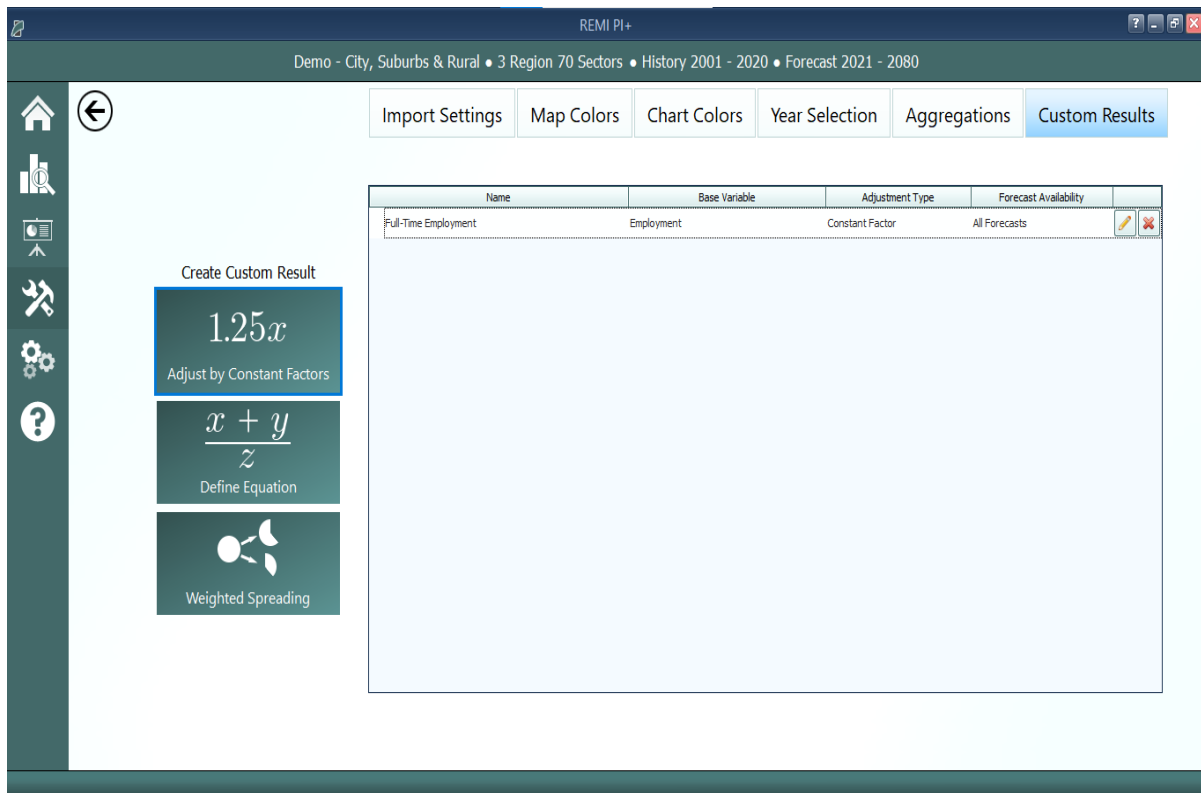 REMI PI+
Demo - City, Suburbs & Rural ● 3 Region 70 Sectors ● History 2001 - 2020 ● Forecast 2021 - 2080
Import Settings Map Colors Chart Colors Year Selection Aggregations Custom Results
Name Base Variable Adjustment Type Forecast Availability
Full-Time Employment Employment Constant Factor All Forecasts
Create Custom Result
1.25x
Adjust by Constant Factors
x + y
z
Define Equation
Weighted Spreading